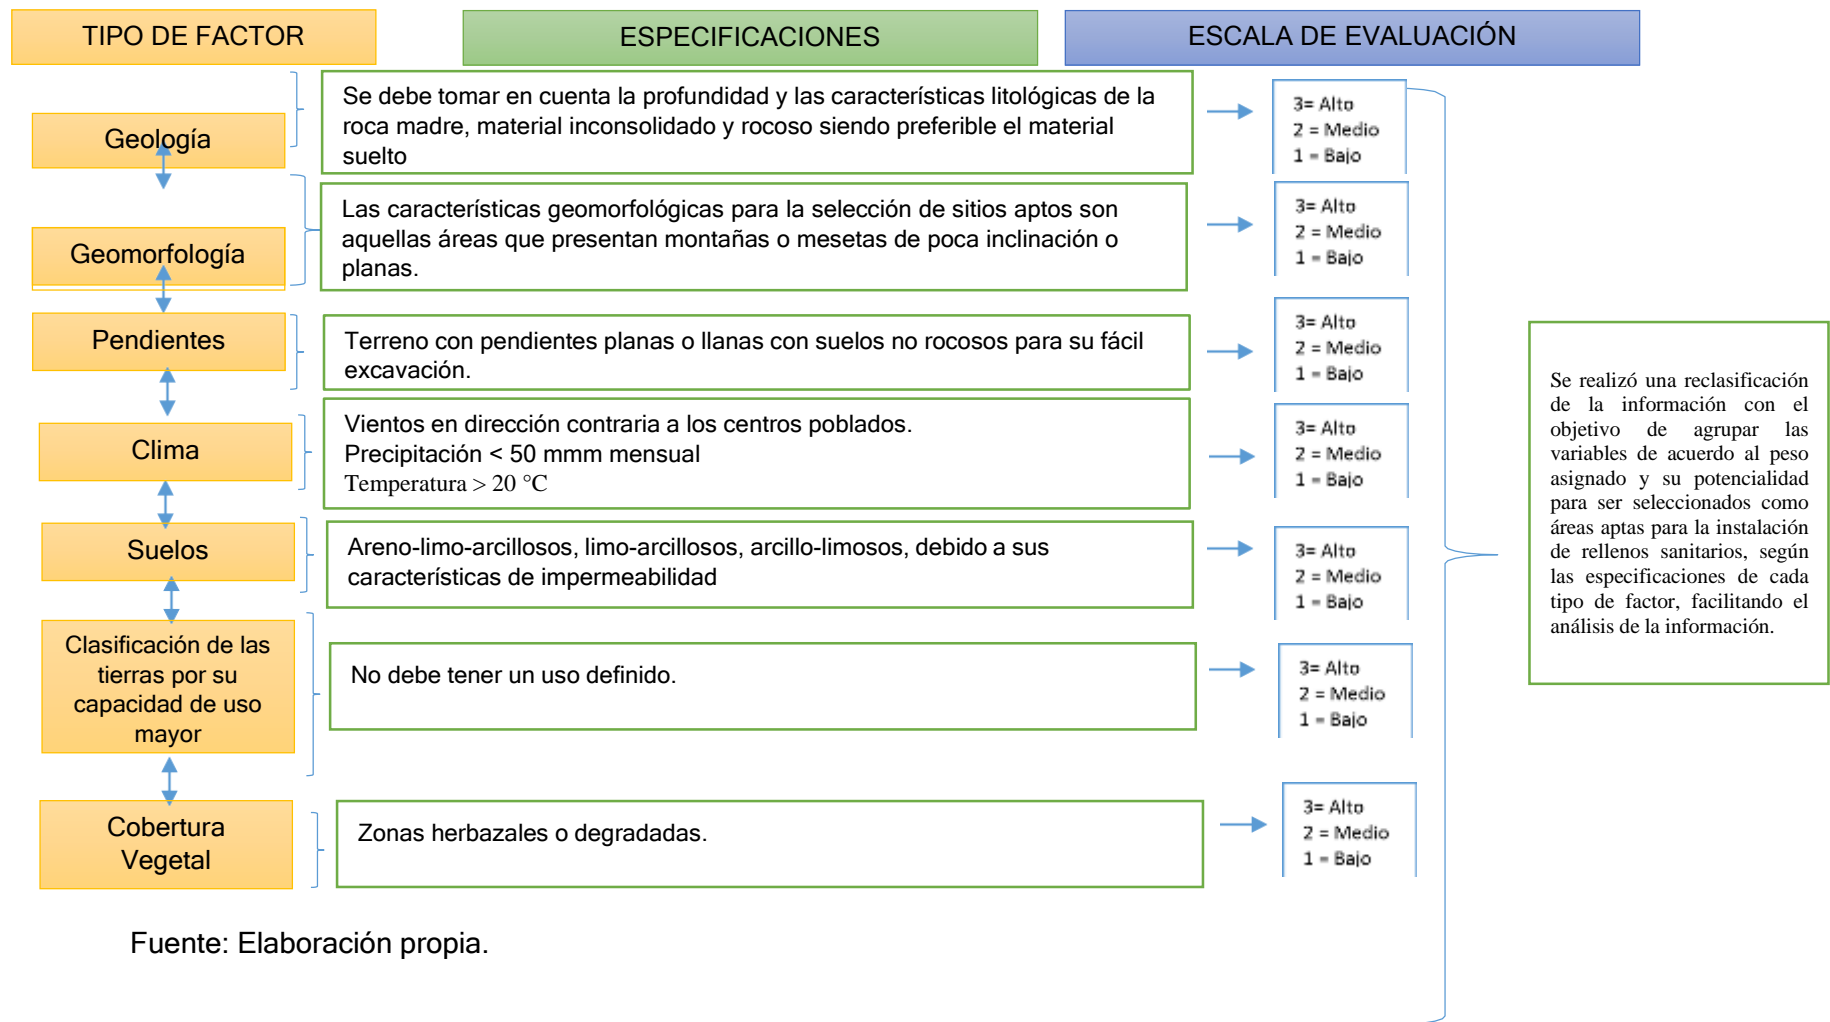 TIPO DE FACTOR
ESPECIFICACIONES
ESCALA DE EVALUACIÓN
Geología
Se debe tomar en cuenta la profundidad y las características litológicas de la
roca madre, material inconsolidado y rocoso siendo preferible el material
suelto
3= Alto
2 = Medio
1 = Bajo
Geomorfología
Las características geomorfológicas para la selección de sitios aptos son
aquellas áreas que presentan montañas o mesetas de poca inclinación o
planas.
3= Alto
2 = Medio
1 = Bajo
Pendientes
Terreno con pendientes planas o llanas con suelos no rocosos para su fácil
excavación.
3= Alto
2 = Medio
1 = Bajo
Clima
Vientos en dirección contraria a los centros poblados.
Precipitación < 50 mmm mensual
Temperatura > 20 °C
3= Alto
2 = Medio
1 = Bajo
Suelos
Areno-limo-arcillosos, limo-arcillosos, arcillo-limosos, debido a sus
características de impermeabilidad
3= Alto
2 = Medio
1 = Bajo
Clasificación de las
tierras por su
capacidad de uso
mayor
No debe tener un uso definido.
3= Alto
2 = Medio
1 = Bajo
Cobertura
Vegetal
Zonas herbazales o degradadas.
3= Alto
2 = Medio
1 = Bajo
Se realizó una reclasificación
de la información con el
objetivo de agrupar las
variables de acuerdo al peso
asignado y su potencialidad
para ser seleccionados como
áreas aptas para la instalación
de rellenos sanitarios, según
las especificaciones de cada
tipo de factor, facilitando el
análisis de la información.
Fuente: Elaboración propia.